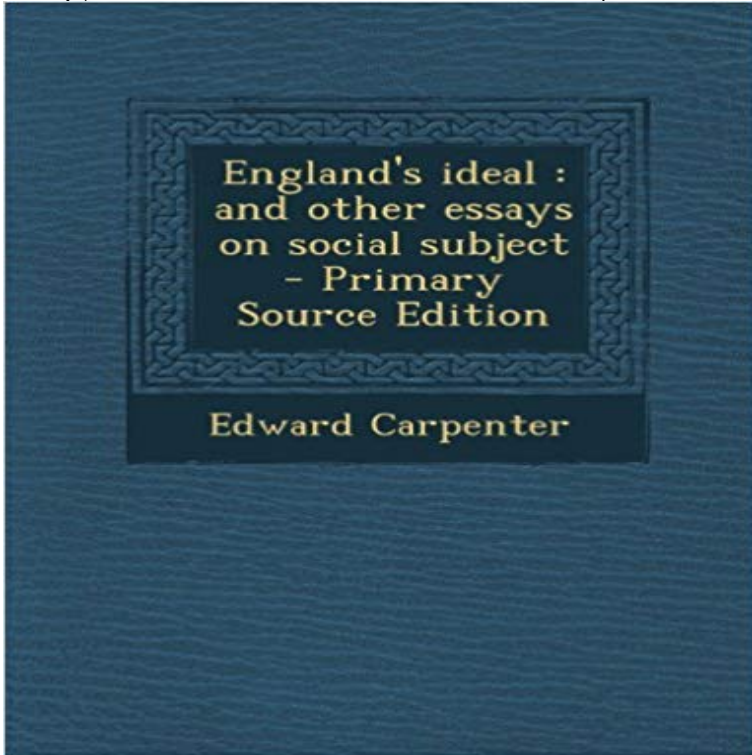 England's ideal :
and other essays
on social subject
- Primary
Source Edition
Edward Carpenter